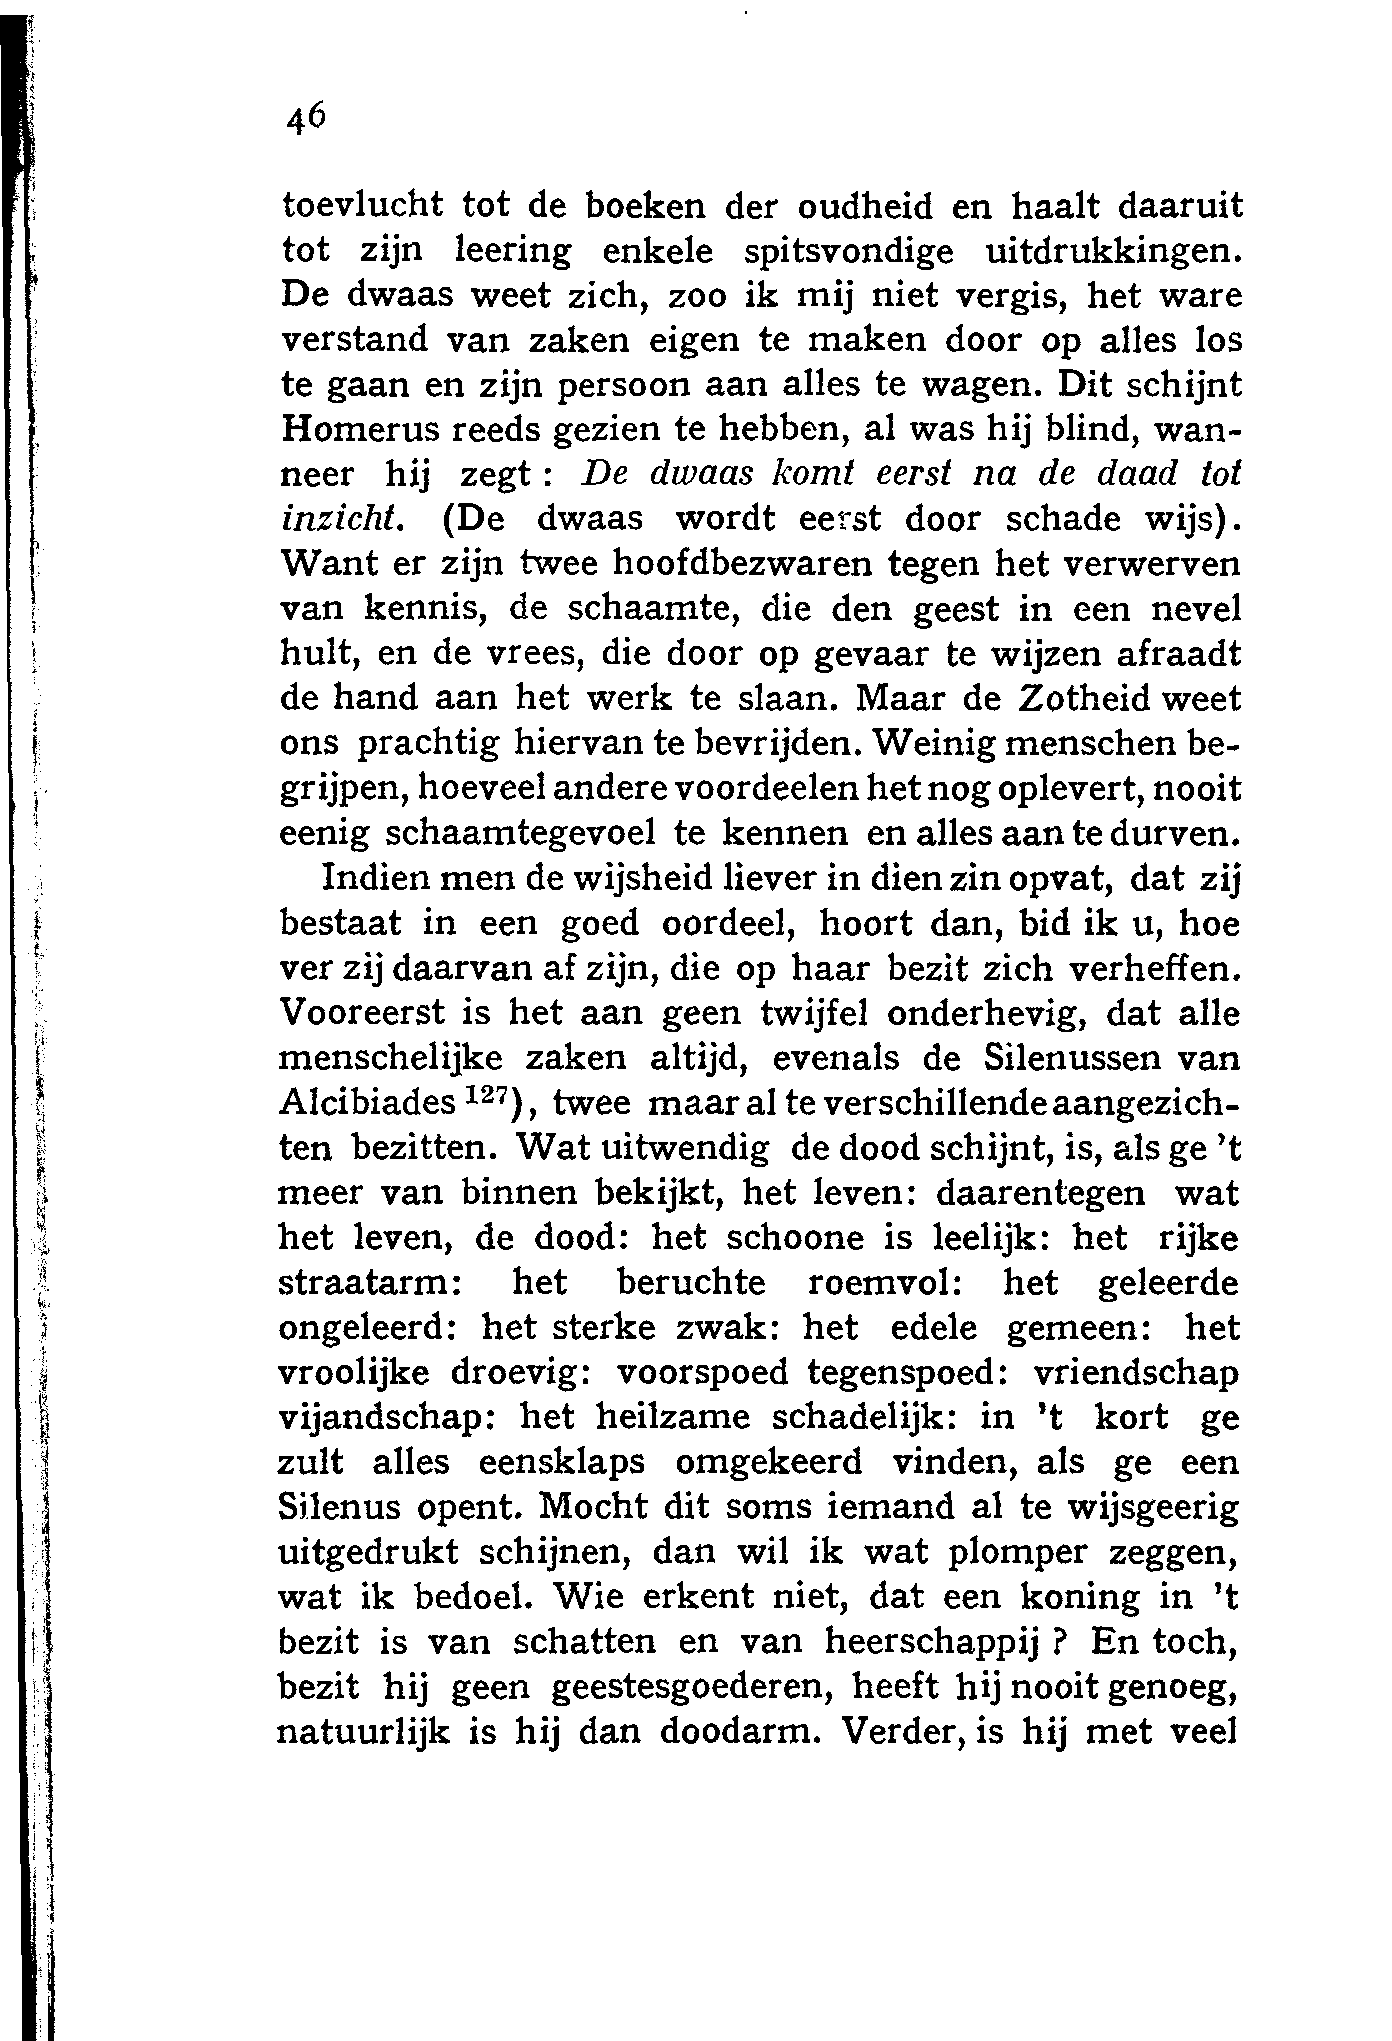 46
toevlucht tot de boeken der oudheid en haalt daaruit
tot zijn leering enkele spitsvondige uitdrukkingen.
De dwaas weet zich, zoo ik mij niet vergis, het ware
verstand van zaken eigen te maken door op alles los
te gaan en zijn persoon aan alles te wagen. Dit schijnt
Homerus reeds gezien te hebben, al was hij blind, wan-
neer hij zegt : De dwaas komt eerst na de daad tot
inzicht. (De dwaas wordt eerst door schade wijs).
Want er zijn twee hoofdbezwaren tegen het verwerven
van kennis, de schaamte, die den geest in een nevel
hult, en de vrees, die door op gevaar te wijzen afraadt
de hand aan het werk te slaan. Maar de Zotheid weet
ons prachtig hiervan te bevrijden. Weinig menschen be-
grijpen, hoeveel andere voordeelen het nog oplevert, nooit
eenig schaamtegevoel te kennen en alles aan te durven.
Indien men de wijsheid liever in dien zin opvat, dat zij
bestaat in een goed oordeel, hoort dan, bid ik u, hoe
ver zij daarvan af zijn, die op haar bezit zich verheffen.
Vooreerst is het aan geen twijfel onderhevig, dat alle
menschelijke zaken altijd, evenals de Silenussen van
Alcibiades ¹²⁷), twee maar al te verschillende aangezich-
ten bezitten. Wat uitwendig de dood schijnt, is, als ge 't
meer van binnen bekijkt, het leven: daarentegen wat
het leven, de dood: het schoone is leelijk: het rijke
straatarm: het beruchte roemvol: het geleerde
ongeleerd: het sterke zwak: het edele gemeen: het
vroolijke droevig: voorspoed tegenspoed: vriendschap
vijandschap: het heilzame schadelijk: in 't kort ge
zult alles eensklaps omgekeerd vinden, als ge een
Silenus opent. Mocht dit soms iemand al te wijsgeerig
uitgedrukt schijnen, dan wil ik wat plomper zeggen,
wat ik bedoel. Wie erkent niet, dat een koning in 't
bezit is van schatten en van heerschappij ? En toch,
bezit hij geen geestesgoederen, heeft hij nooit genoeg,
natuurlijk is hij dan doodarm. Verder, is hij met veel